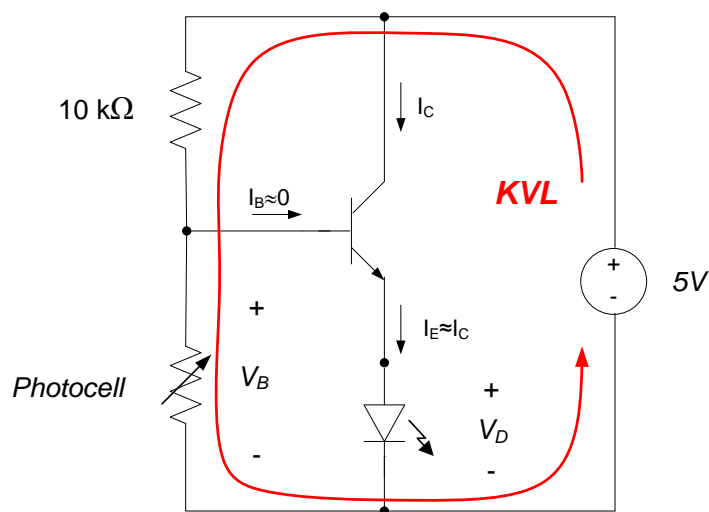 10 kΩ
I_C
KVL
I_B≈0
+
-
5V
+
V_B
-
I_E≈I_C
Photocell
+
V_D
-